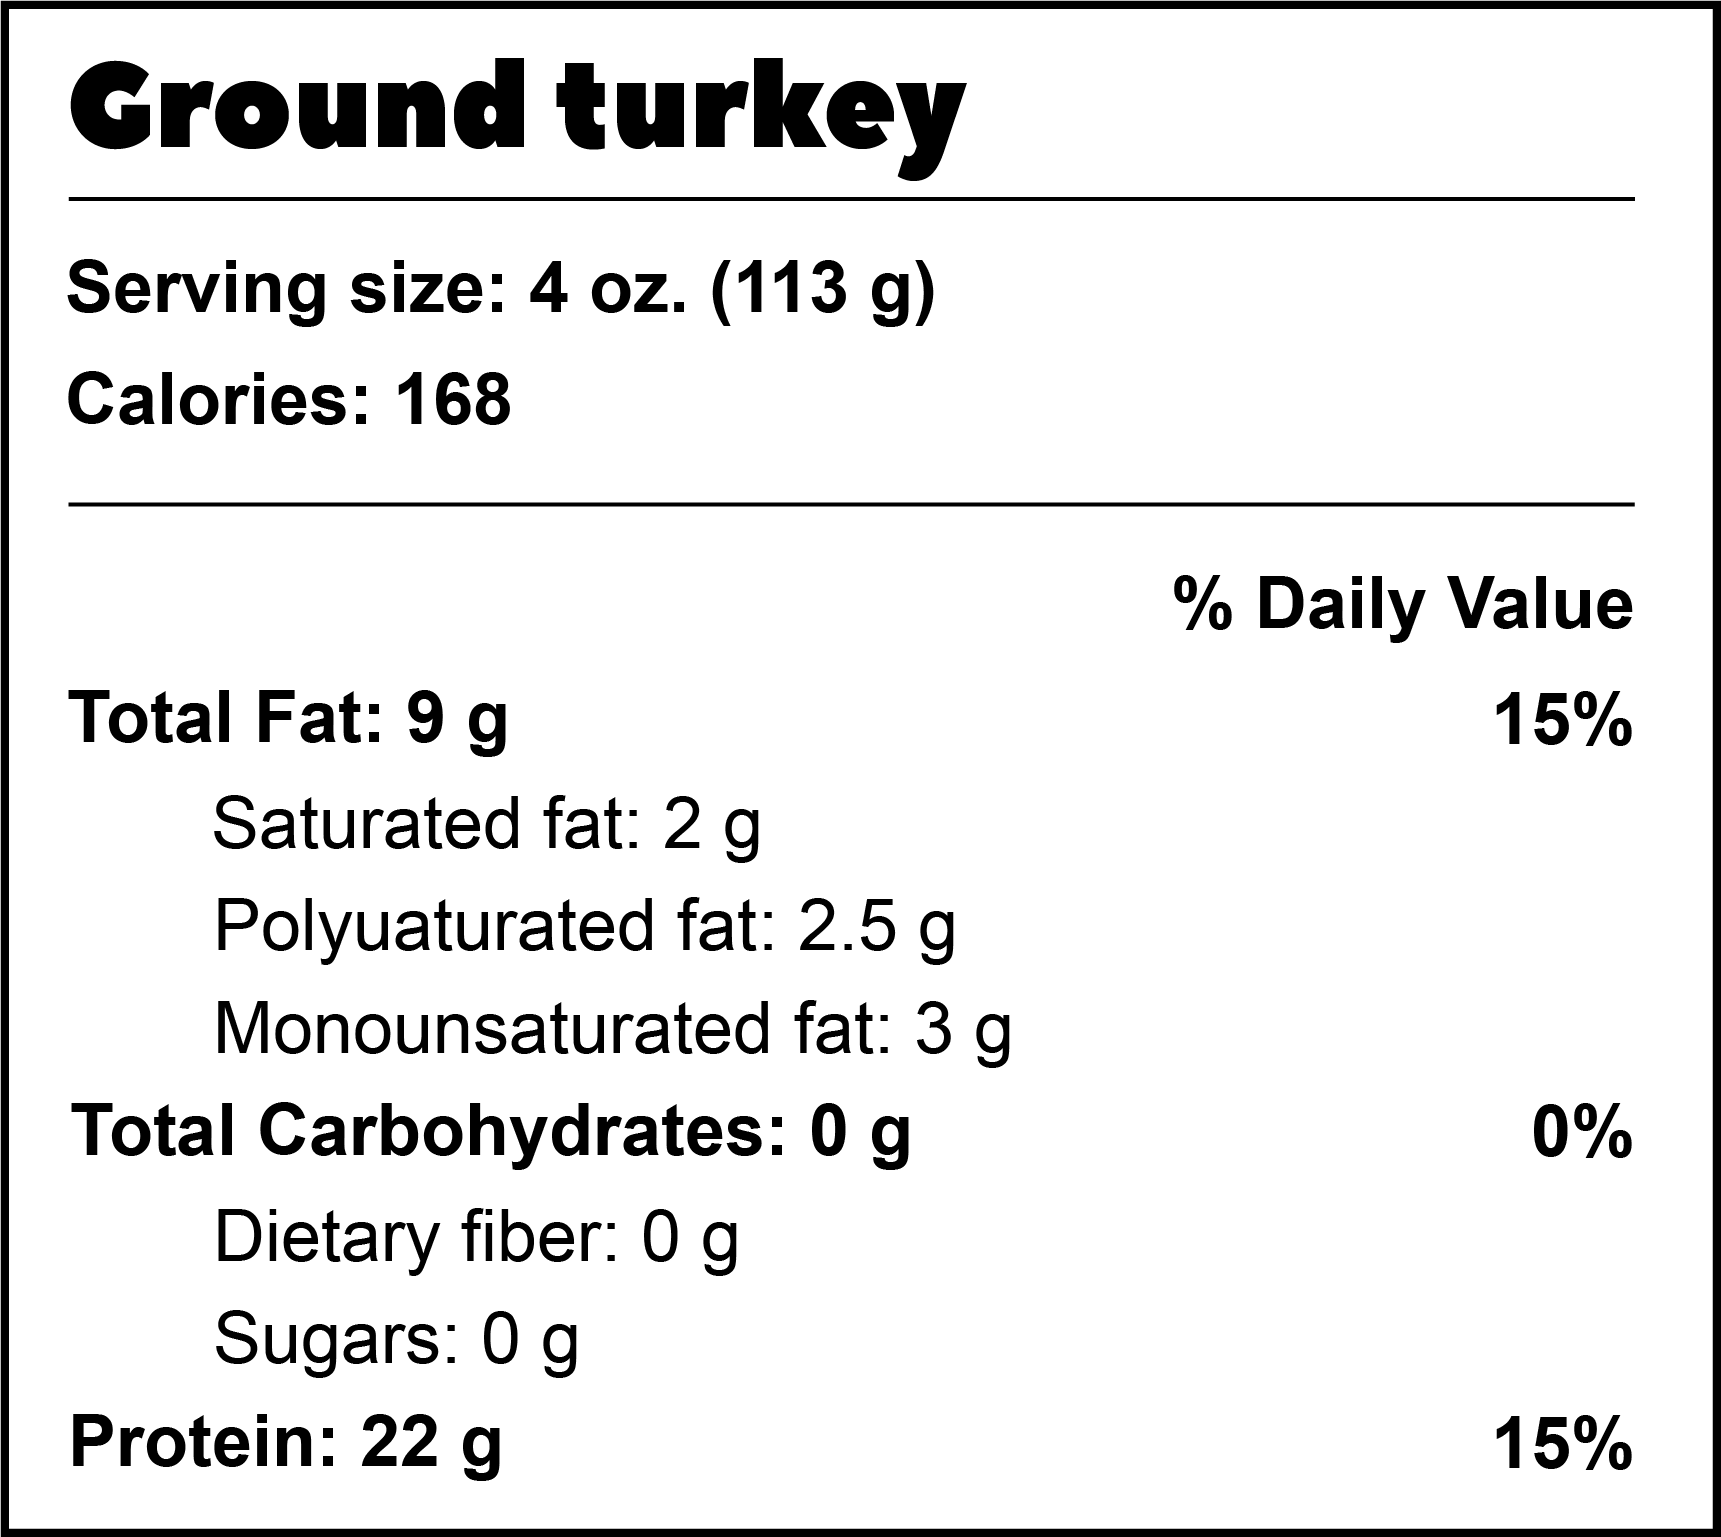 Ground turkey
Serving size: 4 oz. (113 g)
Calories: 168
% Daily Value
Total Fat: 9 g 15%
Saturated fat: 2 g
Polyuaturated fat: 2.5 g
Monounsaturated fat: 3 g
Total Carbohydrates: 0 g 0%
Dietary fiber: 0 g
Sugars: 0 g
Protein: 22 g 15%